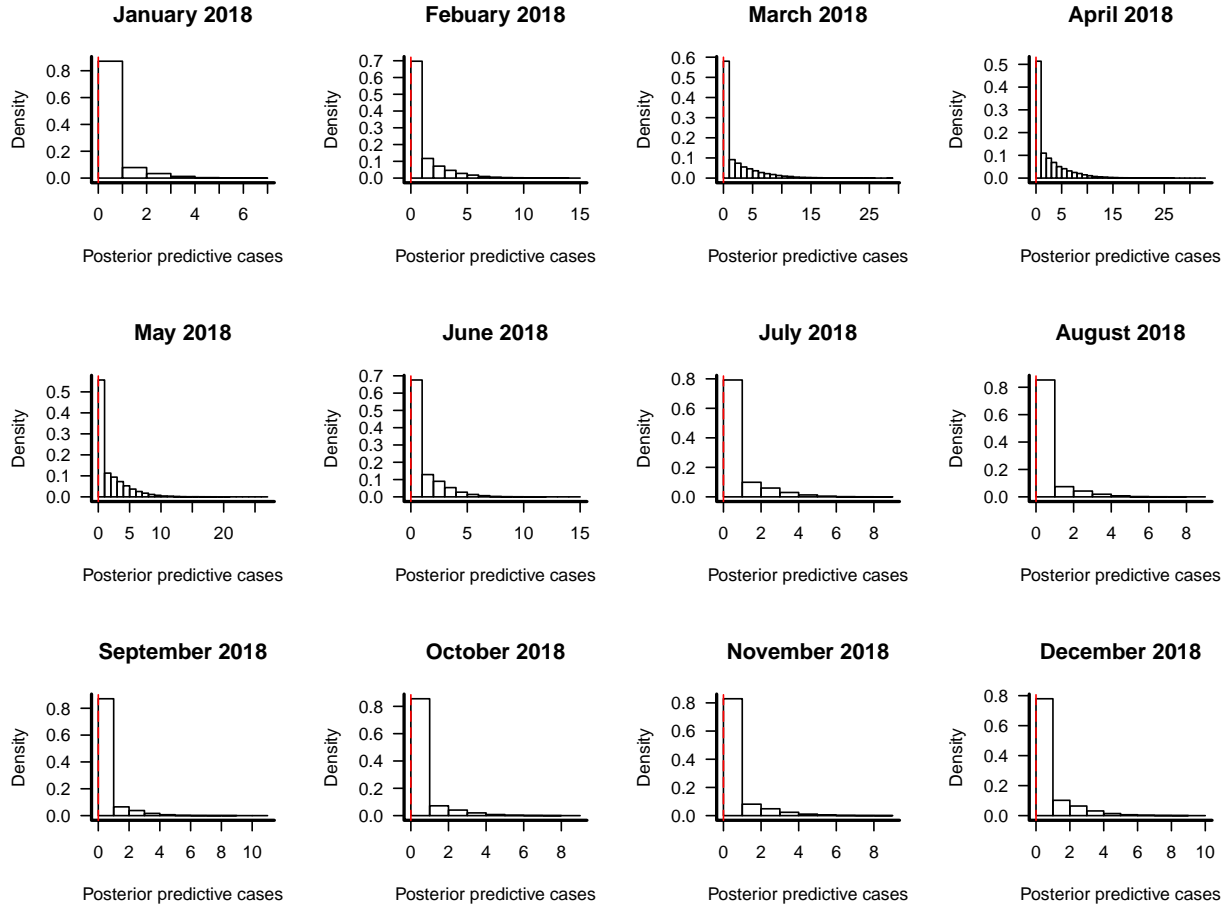 January 2018
Febuary 2018
March 2018
April 2018
Density
0.8
0.6
0.4
0.2
0.0
0 2 4 6
Posterior predictive cases
Density
0.7
0.6
0.5
0.4
0.3
0.2
0.1
0.0
0 5 10 15
Posterior predictive cases
Density
0.6
0.5
0.4
0.3
0.2
0.1
0.0
0 5 15 25
Posterior predictive cases
Density
0.5
0.4
0.3
0.2
0.1
0.0
0 5 15 25
Posterior predictive cases
May 2018
June 2018
July 2018
August 2018
Density
0.5
0.4
0.3
0.2
0.1
0.0
0 5 10 20
Posterior predictive cases
Density
0.7
0.6
0.5
0.4
0.3
0.2
0.1
0.0
0 5 10 15
Posterior predictive cases
Density
0.8
0.6
0.4
0.2
0.0
0 2 4 6 8
Posterior predictive cases
Density
0.8
0.6
0.4
0.2
0.0
0 2 4 6 8
Posterior predictive cases
September 2018
October 2018
November 2018
December 2018
Density
0.8
0.6
0.4
0.2
0.0
0 2 4 6 8 10
Posterior predictive cases
Density
0.8
0.6
0.4
0.2
0.0
0 2 4 6 8
Posterior predictive cases
Density
0.8
0.6
0.4
0.2
0.0
0 2 4 6 8
Posterior predictive cases
Density
0.8
0.6
0.4
0.2
0.0
0 2 4 6 8 10
Posterior predictive cases